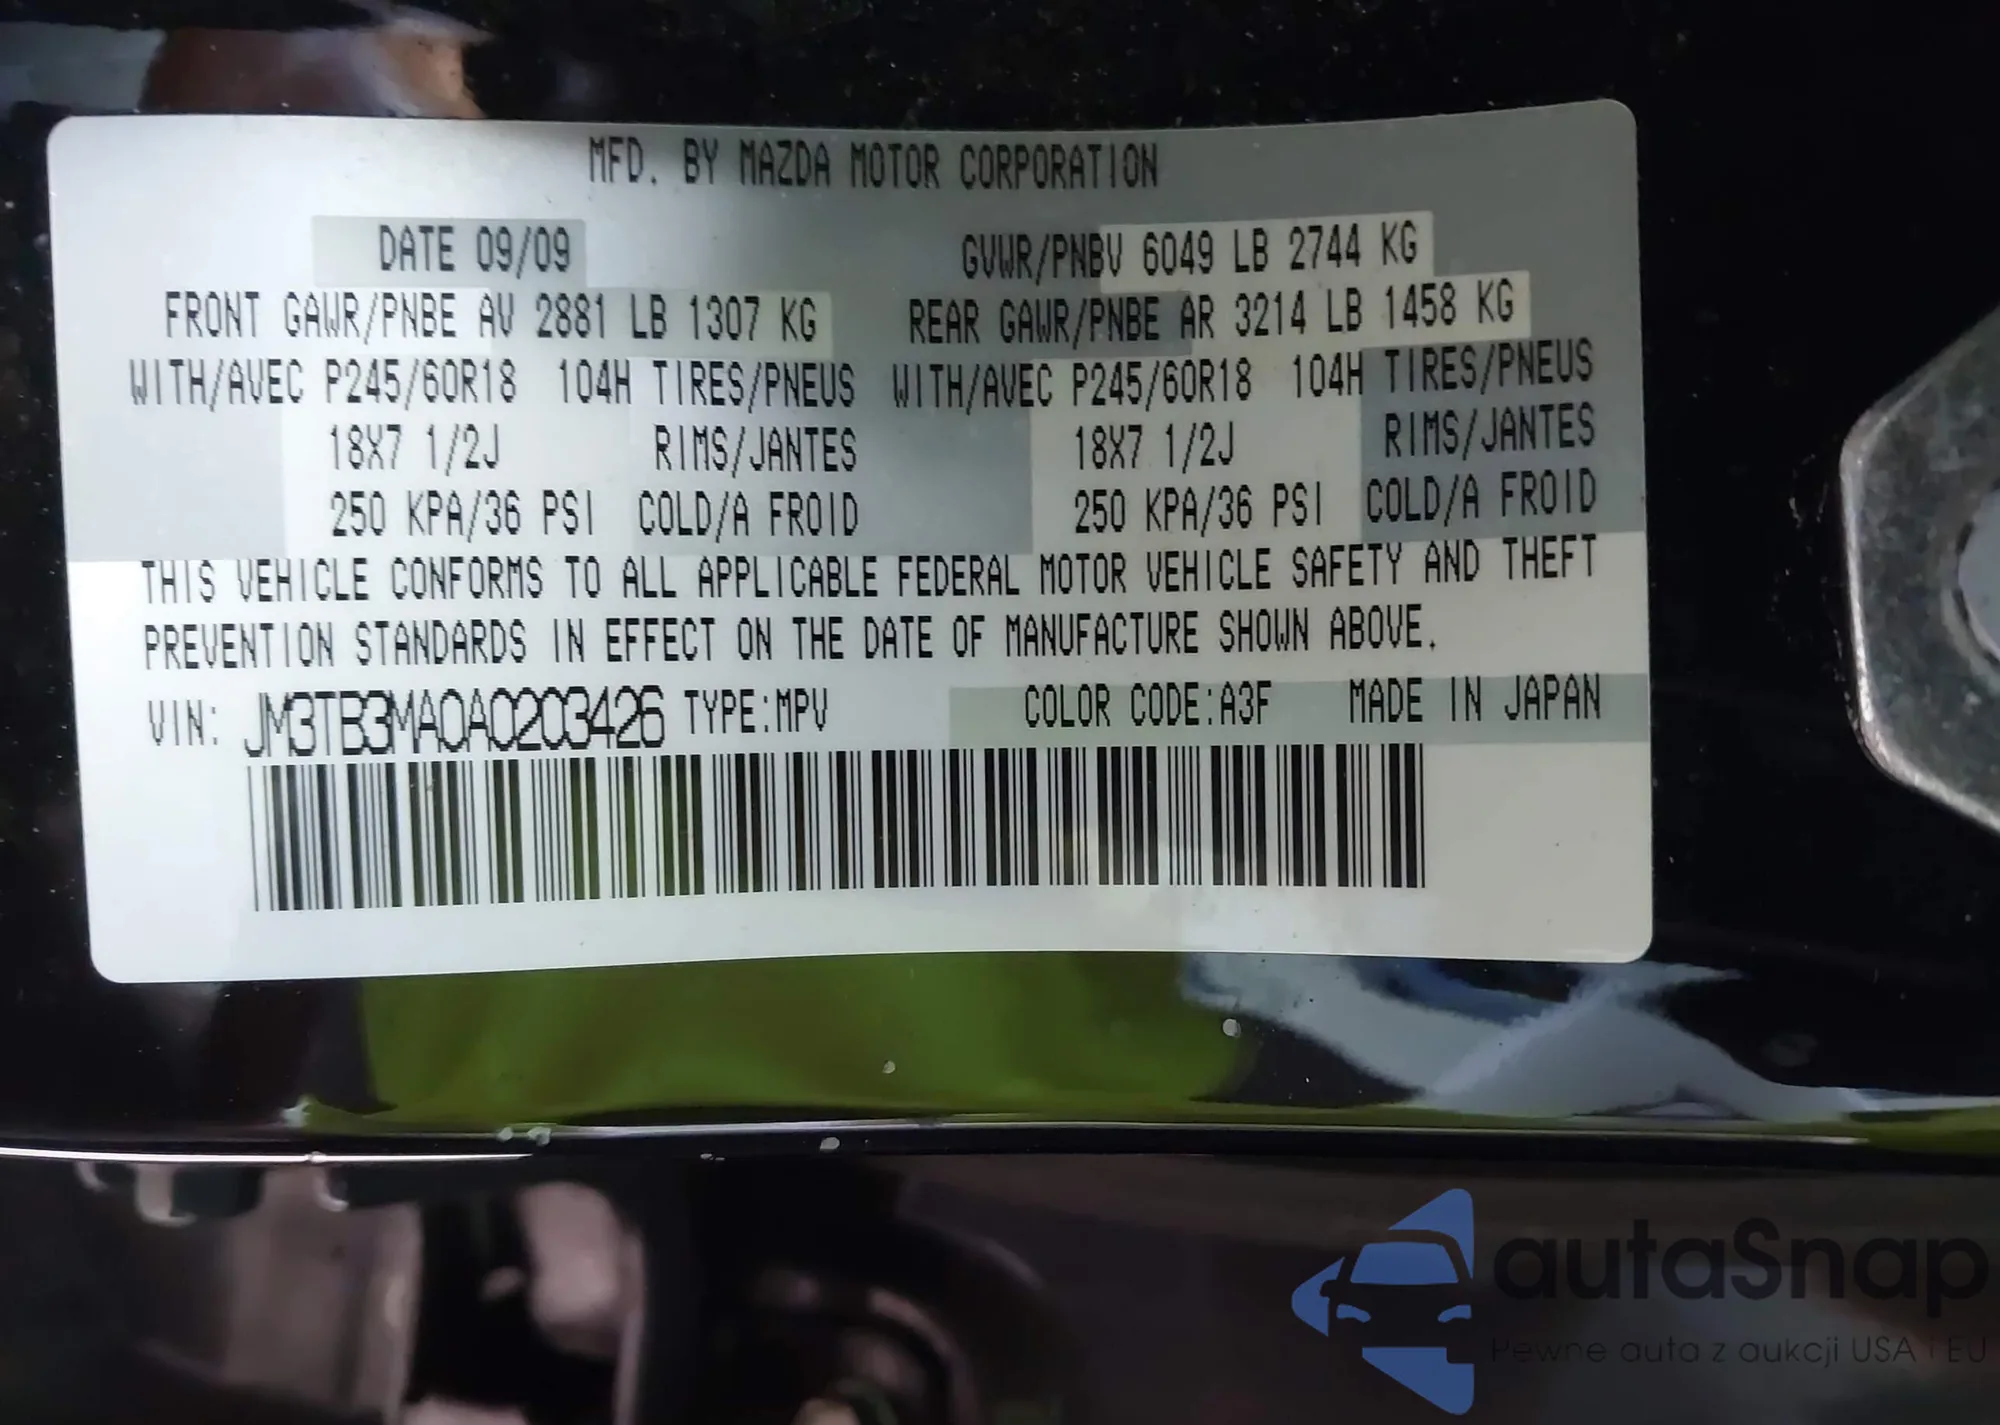 MFD. BY MAZDA MOTOR CORPORATION
DATE 09/09 GVWR/PNBV 6049 LB 2744 KG
FRONT GAWR/PNBE AV 2881 LB 1307 KG REAR GAWR/PNBE AR 3214 LB 1458 KG
WITH/AVEC P245/60R18 104H TIRES/PNEUS WITH/AVEC P245/60R18 104H TIRES/PNEUS
18X7 1/2J RIMS/JANTES 18X7 1/2J RIMS/JANTES
250 KPA/36 PSI COLD/A FROID 250 KPA/36 PSI COLD/A FROID
THIS VEHICLE CONFORMS TO ALL APPLICABLE FEDERAL MOTOR VEHICLE SAFETY AND THEFT
PREVENTION STANDARDS IN EFFECT ON THE DATE OF MANUFACTURE SHOWN ABOVE.
VIN: JM3TB3MA0A0203426 TYPE:MPV COLOR CODE:A3F MADE IN JAPAN
autaSnap
Pewne auta z aukcji USA i EU